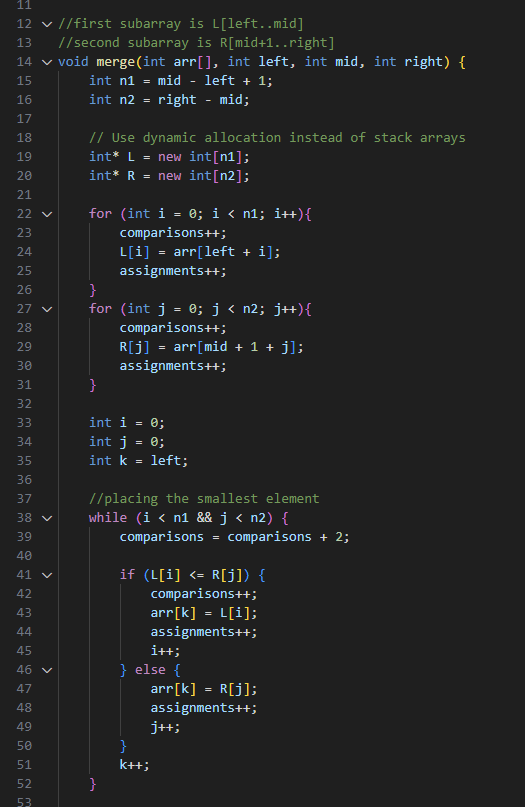 11
12 //first subarray is L[left..mid]
13 //second subarray is R[mid+1..right]
14 void merge(int arr[], int left, int mid, int right) {
15     int n1 = mid - left + 1;
16     int n2 = right - mid;
17
18     // Use dynamic allocation instead of stack arrays
19     int* L = new int[n1];
20     int* R = new int[n2];
21
22     for (int i = 0; i < n1; i++){
23         comparisons++;
24         L[i] = arr[left + i];
25         assignments++;
26     }
27     for (int j = 0; j < n2; j++){
28         comparisons++;
29         R[j] = arr[mid + 1 + j];
30         assignments++;
31     }
32
33     int i = 0;
34     int j = 0;
35     int k = left;
36
37     //placing the smallest element
38     while (i < n1 && j < n2) {
39         comparisons = comparisons + 2;
40
41         if (L[i] <= R[j]) {
42             comparisons++;
43             arr[k] = L[i];
44             assignments++;
45             i++;
46         } else {
47             arr[k] = R[j];
48             assignments++;
49             j++;
50         }
51         k++;
52     }
53